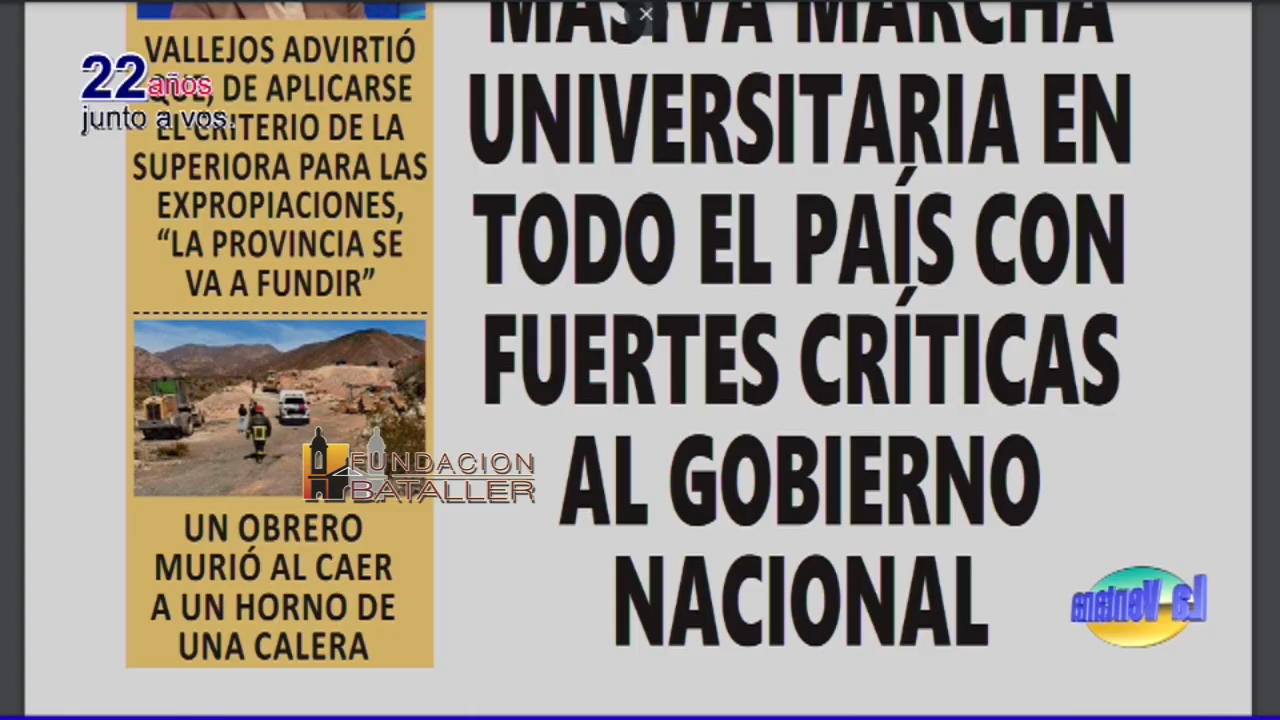 VALLEJOS ADVIRTIÓ
QUE, DE APLICARSE
EL CRITERIO DE LA
SUPERIORA PARA LAS
EXPROPIACIONES,
“LA PROVINCIA SE
VA A FUNDIR”
UN OBRERO
MURIÓ AL CAER
A UN HORNO DE
UNA CALERA
MASIVA MARCHA
UNIVERSITARIA EN
TODO EL PAÍS CON
FUERTES CRÍTICAS
AL GOBIERNO
NACIONAL
22 años
junto a vos.
FUNDACION
BATALLER
La Ventana